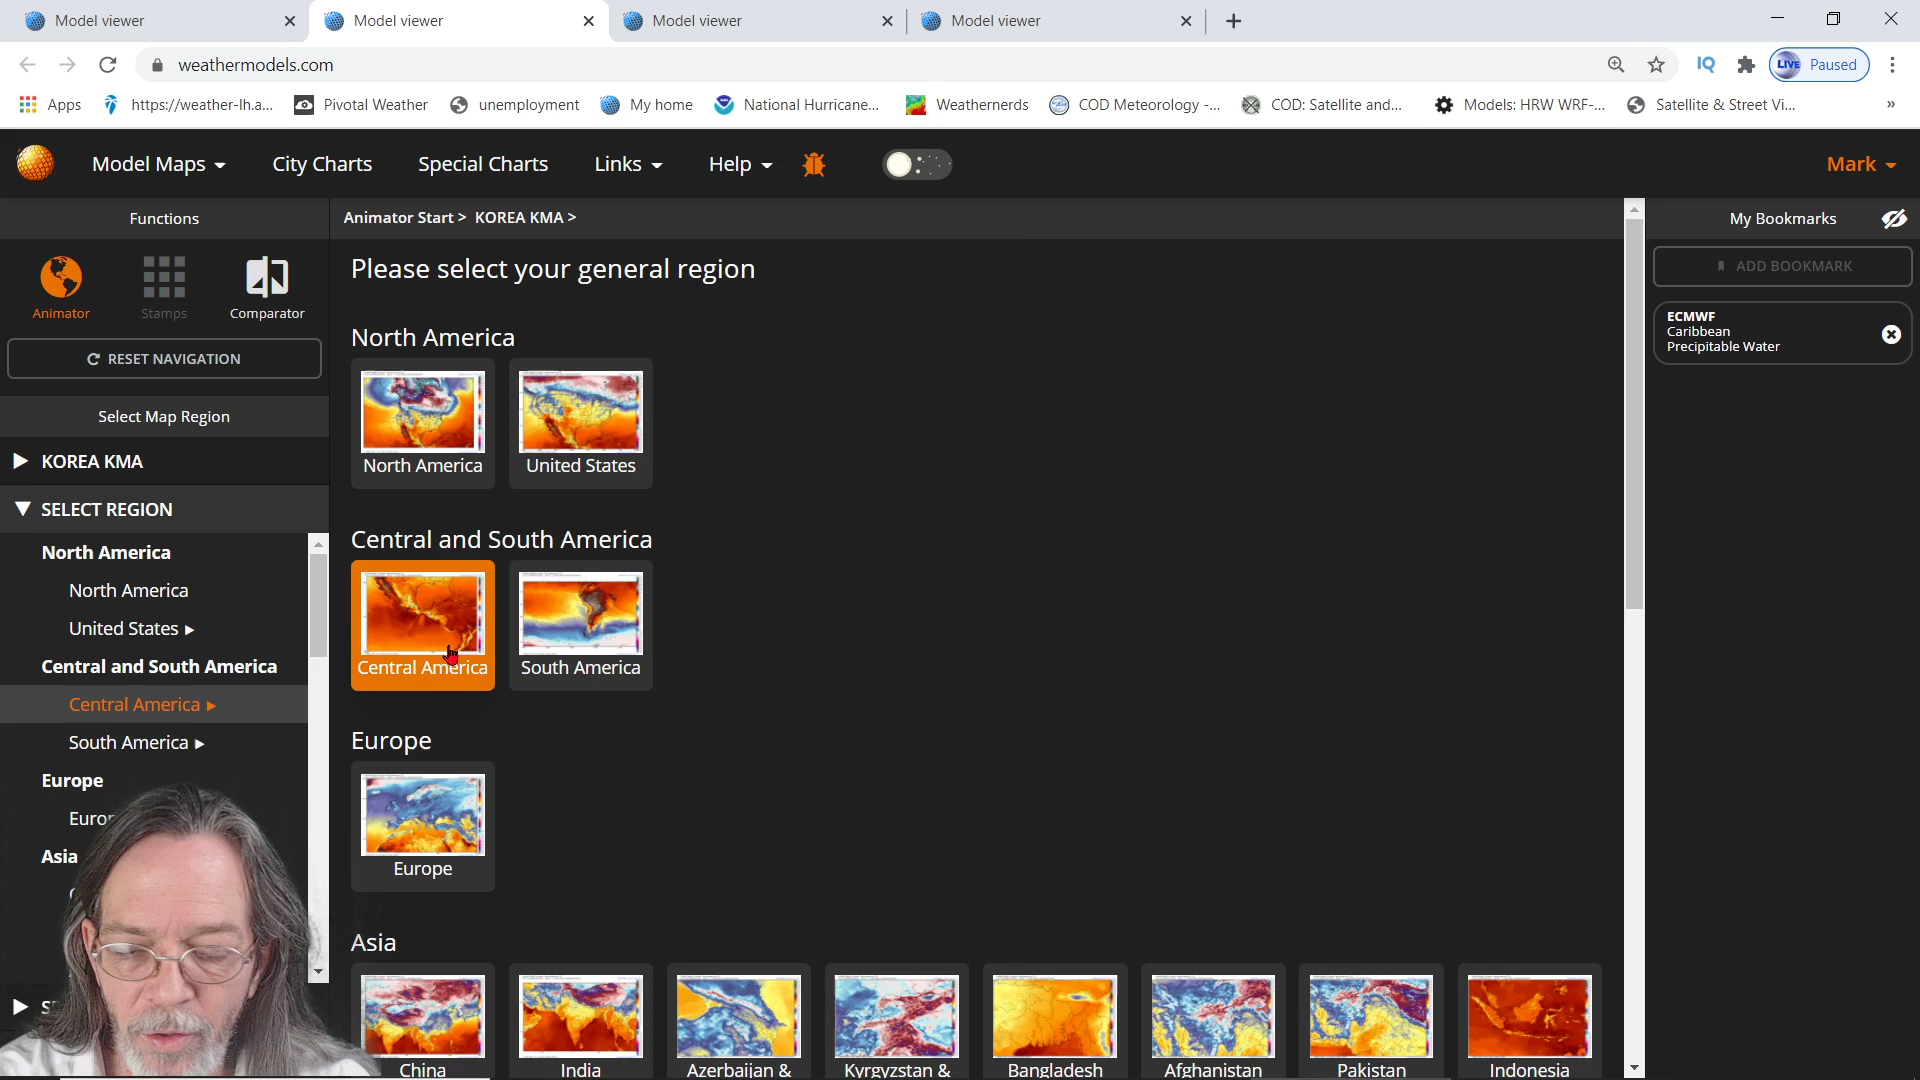 Model viewer
Model viewer
Model viewer
Model viewer
weathermodels.com
IQ
LIVE Paused
Apps
https://weather-lh.a...
Pivotal Weather
unemployment
My home
National Hurricane...
Weathernerds
COD Meteorology -...
COD: Satellite and...
Models: HRW WRF-...
Satellite & Street Vi...
»
Model Maps
City Charts
Special Charts
Links
Help
Mark
Functions
Animator Start > KOREA KMA >
My Bookmarks
Animator
Stamps
Comparator
RESET NAVIGATION
Select Map Region
KOREA KMA
SELECT REGION
North America
North America
United States
Central and South America
Central America
South America
Europe
Asia
Please select your general region
North America
North America
United States
Central and South America
Central America
South America
Europe
Europe
Asia
China
India
Azerbaijan &
Kyrgyzstan &
Bangladesh
Afghanistan
Pakistan
Indonesia
ADD BOOKMARK
ECMWF
Caribbean
Precipitable Water